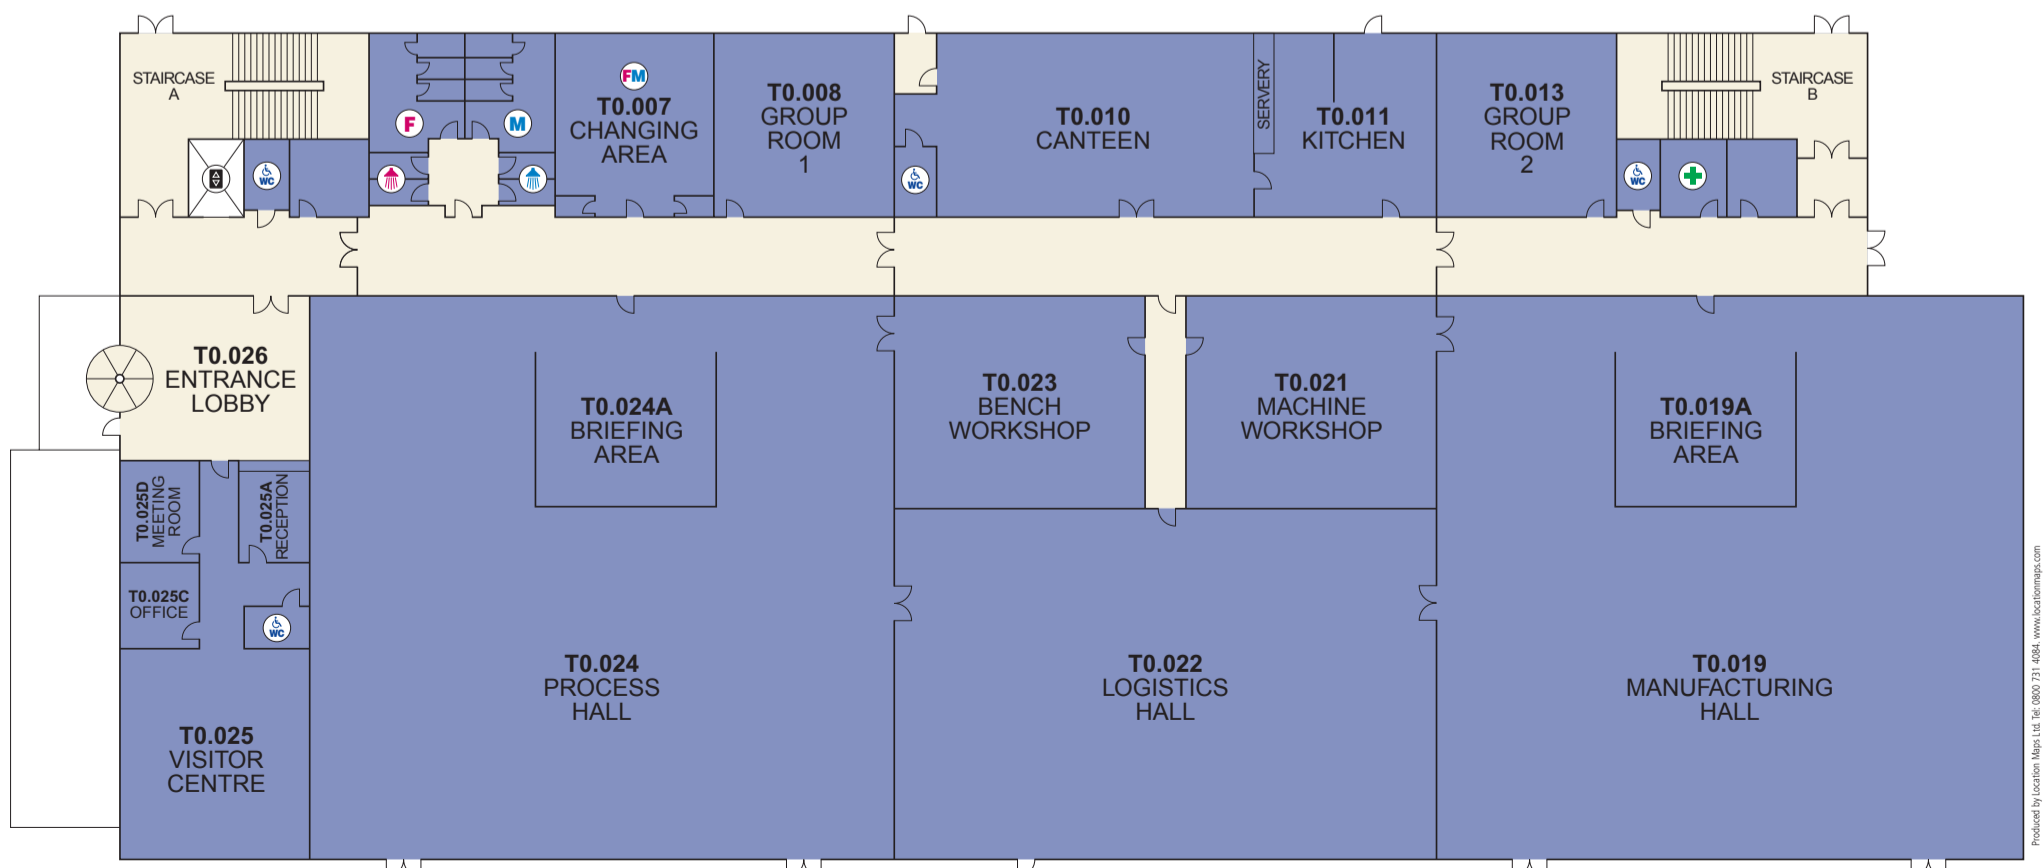 STAIRCASE
A
F
M
WC
FM
T0.007
CHANGING
AREA
T0.008
GROUP
ROOM
1
WC
T0.010
CANTEEN
SERVERY
T0.011
KITCHEN
T0.013
GROUP
ROOM
2
WC
STAIRCASE
B
T0.026
ENTRANCE
LOBBY
T0.024A
BRIEFING
AREA
T0.023
BENCH
WORKSHOP
T0.021
MACHINE
WORKSHOP
T0.019A
BRIEFING
AREA
T0.025D
MEETING
ROOM
T0.025A
RECEPTION
T0.025C
OFFICE
WC
T0.025
VISITOR
CENTRE
T0.024
PROCESS
HALL
T0.022
LOGISTICS
HALL
T0.019
MANUFACTURING
HALL
Produced by Location Maps Ltd. Tel: 0800 731 4084. www.locationmaps.com